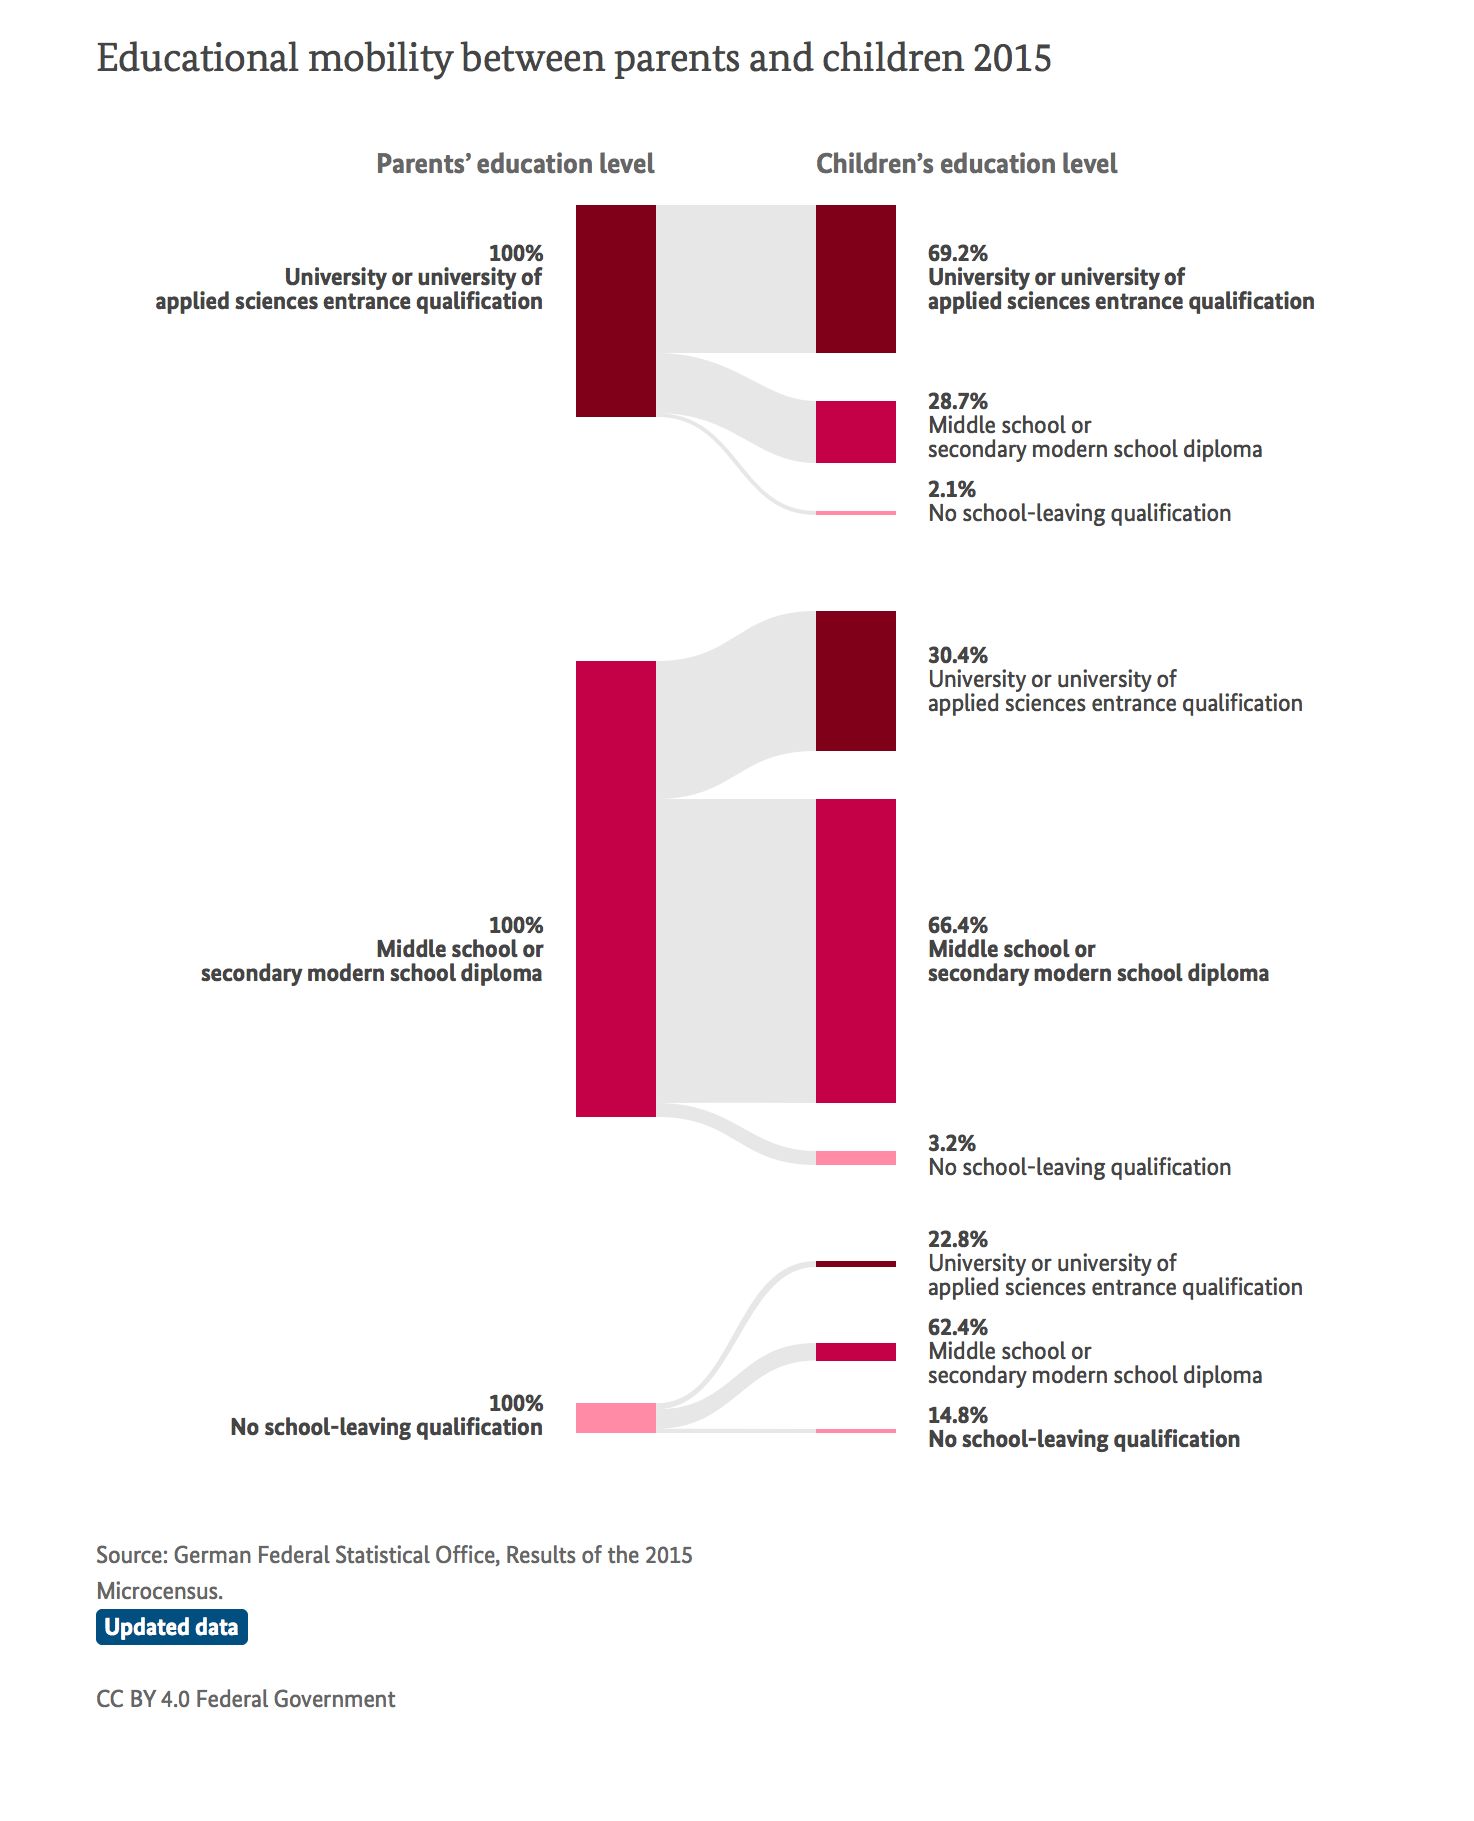 Educational mobility between parents and children 2015
Parents’ education level
Children’s education level
100%
University or university of
applied sciences entrance qualification
69.2%
University or university of
applied sciences entrance qualification
28.7%
Middle school or
secondary modern school diploma
2.1%
No school-leaving qualification
30.4%
University or university of
applied sciences entrance qualification
100%
Middle school or
secondary modern school diploma
66.4%
Middle school or
secondary modern school diploma
3.2%
No school-leaving qualification
22.8%
University or university of
applied sciences entrance qualification
62.4%
Middle school or
secondary modern school diploma
100%
No school-leaving qualification
14.8%
No school-leaving qualification
Source: German Federal Statistical Office, Results of the 2015
Microcensus.
Updated data
CC BY 4.0 Federal Government